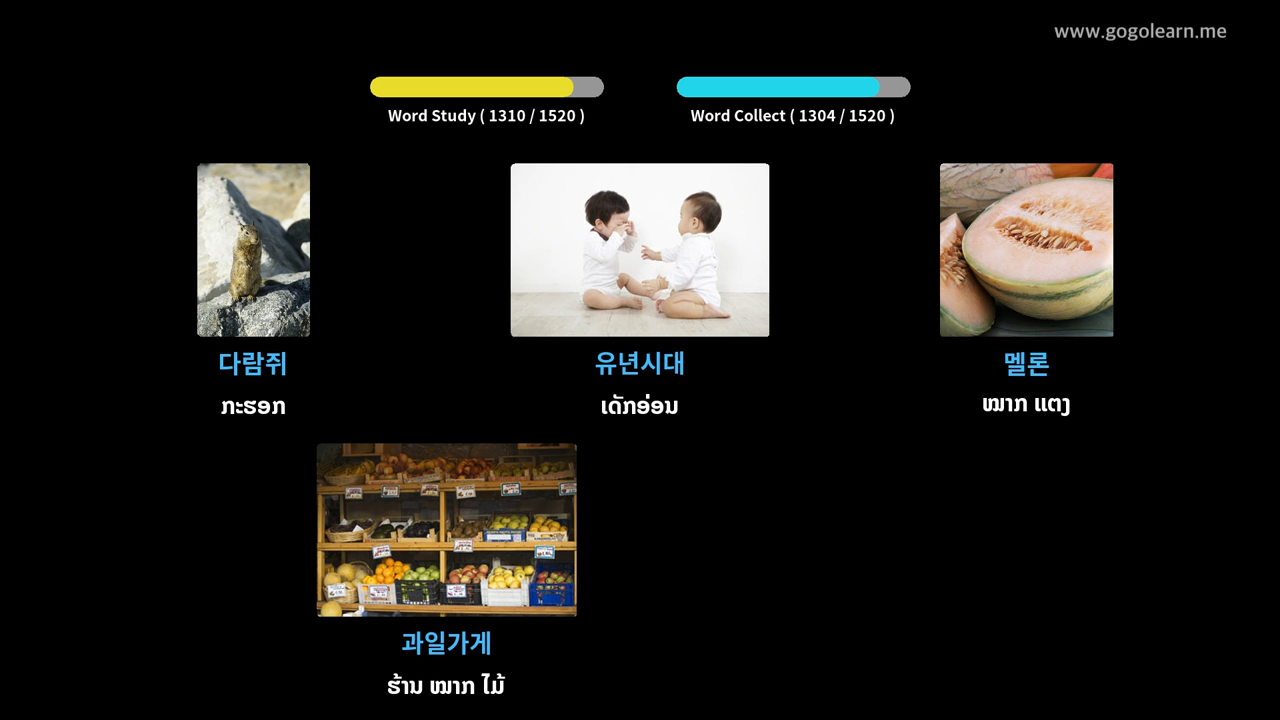 www.gogolearn.me
Word Study ( 1310 / 1520 )
Word Collect ( 1304 / 1520 )
다람쥐
유년시대
멜론
ກະຮອກ
ເດັກອ່ອນ
ໝາກ ແຕງ
과일가게
ຮ້ານ ໝາກ ໄມ້